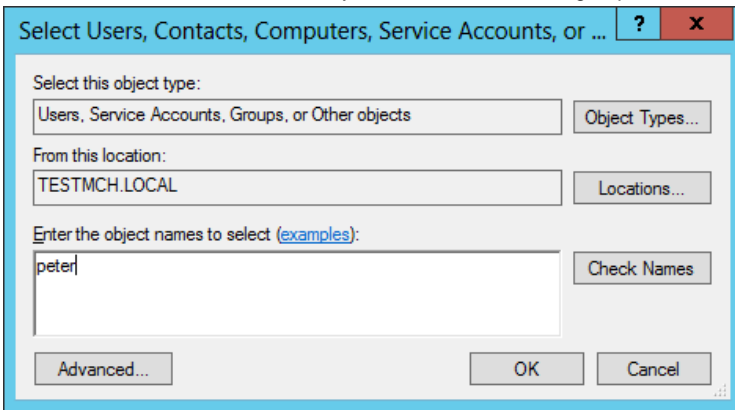 Select Users, Contacts, Computers, Service Accounts, or ... ? x
Select this object type:
Users, Service Accounts, Groups, or Other objects Object Types...
From this location:
TESTMCH.LOCAL Locations...
Enter the object names to select (examples):
peter Check Names
Advanced... OK Cancel